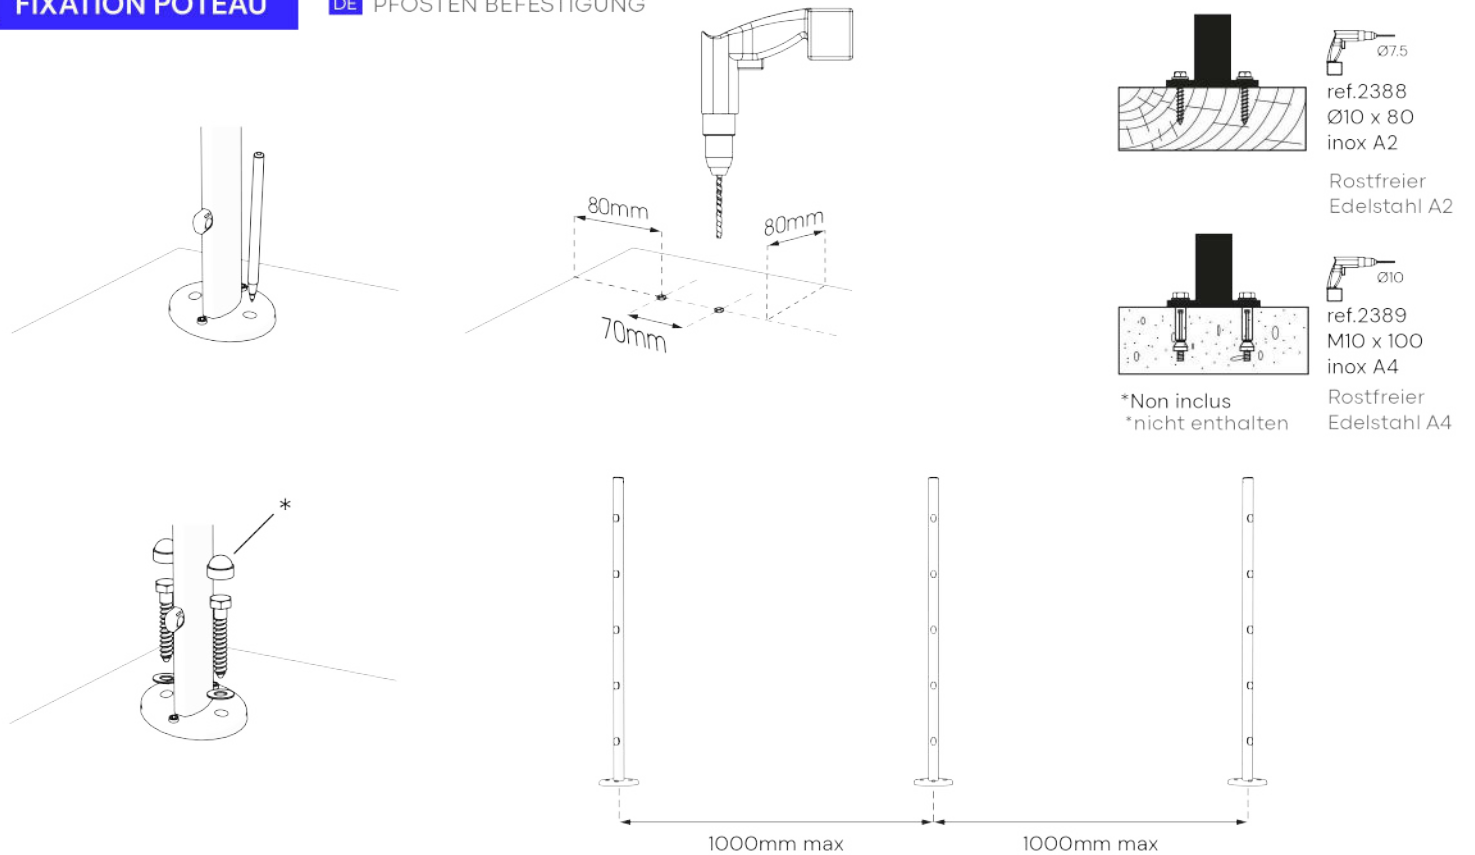 FIXATION POTEAU
DE PFOSTEN BEFESTIGUNG
80mm
80mm
70mm
Ø7.5
ref.2388
Ø10 x 80
inox A2
Rostfreier
Edelstahl A2
Ø10
ref.2389
M10 x 100
inox A4
Rostfreier
Edelstahl A4
*Non inclus
*nicht enthalten
*
1000mm max
1000mm max